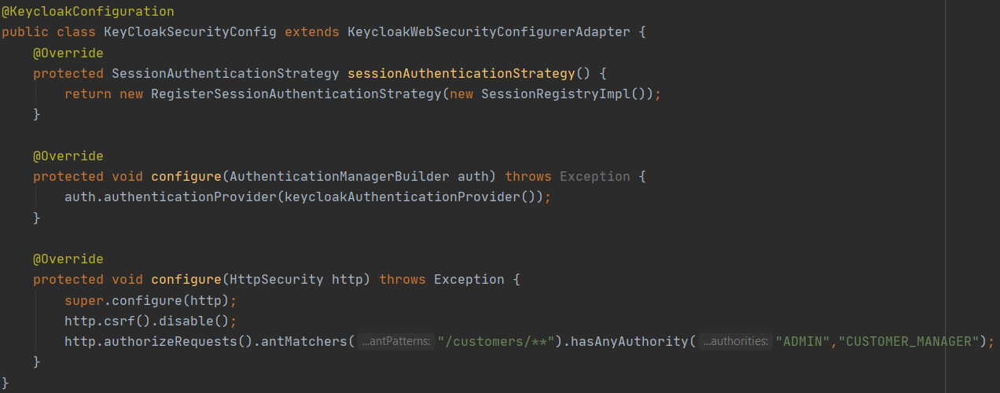 @KeycloakConfiguration
public class KeyCloakSecurityConfig extends KeycloakWebSecurityConfigurerAdapter {
    @Override
    protected SessionAuthenticationStrategy sessionAuthenticationStrategy() {
        return new RegisterSessionAuthenticationStrategy(new SessionRegistryImpl());
    }

    @Override
    protected void configure(AuthenticationManagerBuilder auth) throws Exception {
        auth.authenticationProvider(keycloakAuthenticationProvider());
    }

    @Override
    protected void configure(HttpSecurity http) throws Exception {
        super.configure(http);
        http.csrf().disable();
        http.authorizeRequests().antMatchers( ...antPatterns: "/customers/**").hasAnyAuthority( ...authorities: "ADMIN","CUSTOMER_MANAGER");
    }
}